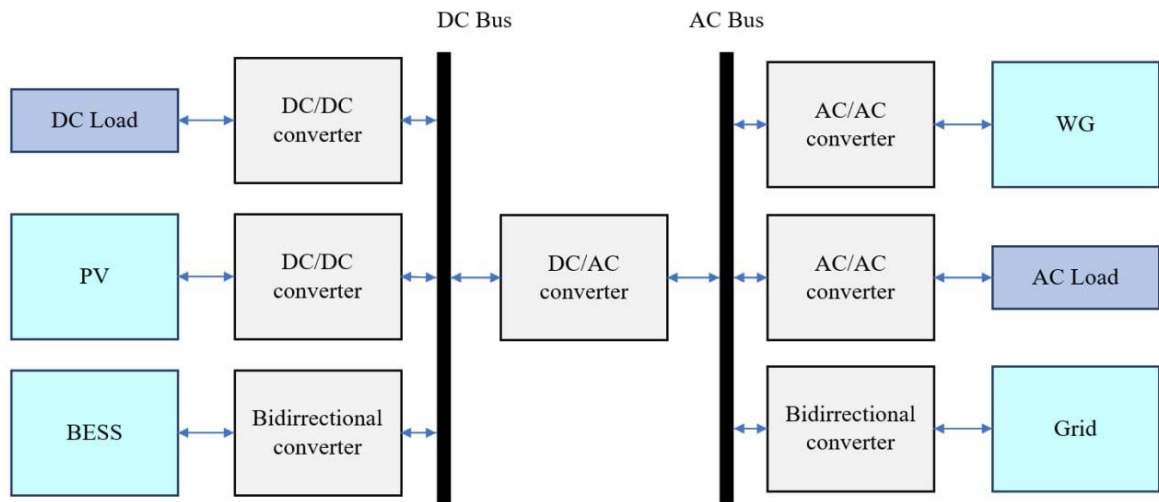 DC Bus
AC Bus
DC Load
DC/DC
converter
AC/AC
converter
WG
PV
DC/DC
converter
DC/AC
converter
AC/AC
converter
AC Load
BESS
Bidirrectional
converter
Bidirrectional
converter
Grid